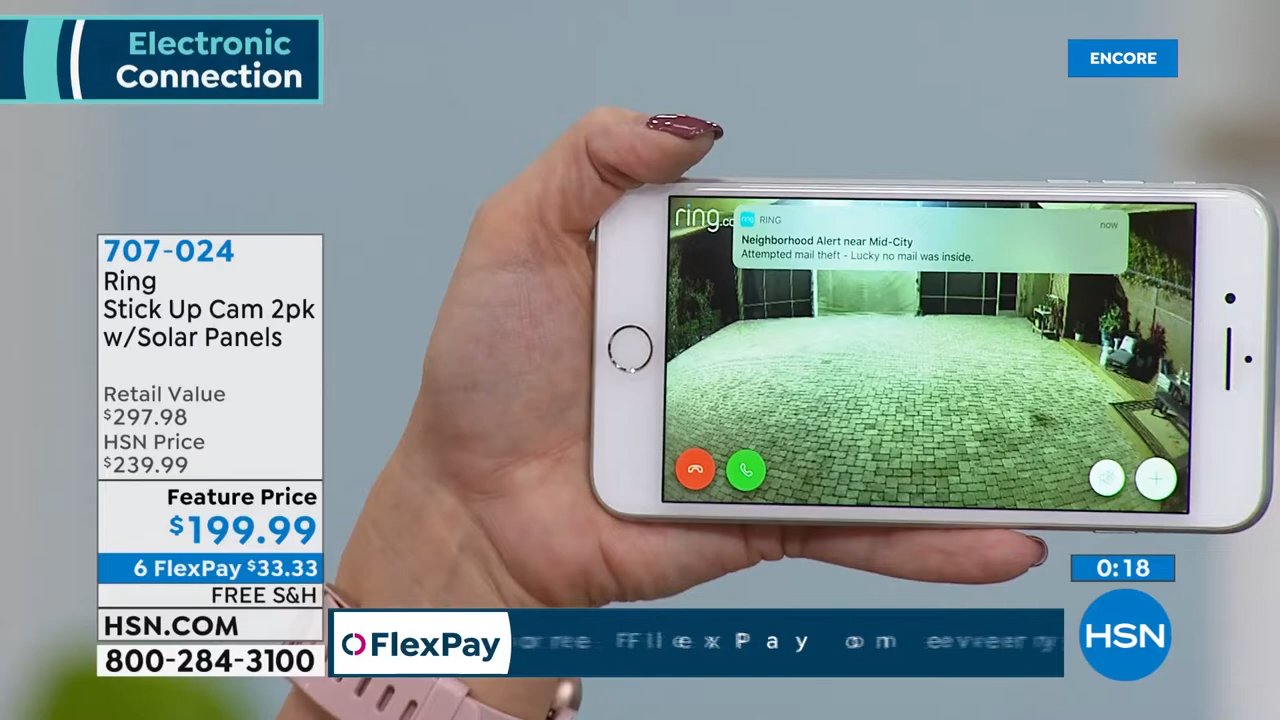 Electronic
Connection
ENCORE
707-024
Ring
Stick Up Cam 2pk
w/Solar Panels
Retail Value
$297.98
HSN Price
$239.99
Feature Price
$199.99
6 FlexPay $33.33
FREE S&H
HSN.COM
800-284-3100
ring
ring
RING
now
Neighborhood Alert near Mid-City
Attempted mail theft - Lucky no mail was inside.
0:18
HSN
FlexPay